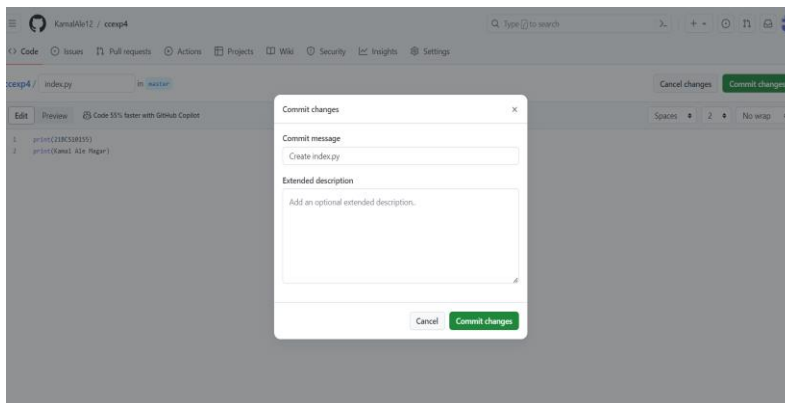 KamalAle12 / ccexp4
Type / to search
<> Code
Issues
Pull requests
Actions
Projects
Wiki
Security
Insights
Settings
ccexp4 / index.py in master
Cancel changes
Commit changes
Edit
Preview
Code 55% faster with GitHub Copilot
Spaces
2
No wrap
1 print(21BCS10155)
2 print(Kamal Ale Magar)
Commit changes
Commit message
Create index.py
Extended description
Add an optional extended description..
Cancel
Commit changes